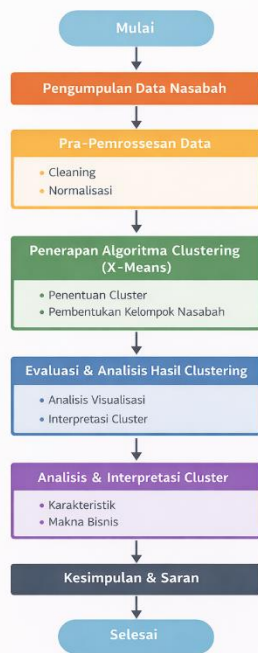 Mulai
Pengumpulan Data Nasabah
Pra-Pemrossesan Data
• Cleaning
• Normalisasi
Penerapan Algoritma Clustering
(X-Means)
• Penentuan Cluster
• Pembentukan Kelompok Nasabah
Evaluasi & Analisis Hasil Clustering
• Analisis Visualisasi
• Interpretasi Cluster
Analisis & Interpretasi Cluster
• Karakteristik
• Makna Bisnis
Kesimpulan & Saran
Selesai